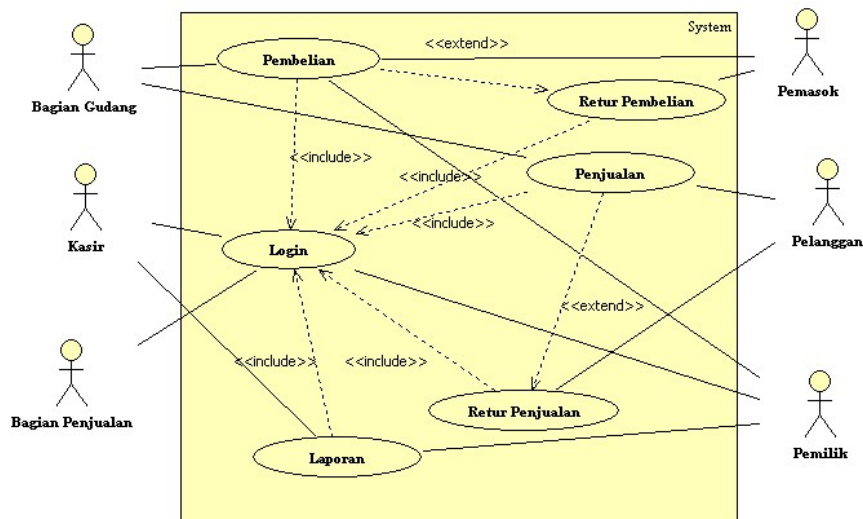 System
<<extend>>
Pembelian
Bagian Gudang
Pemasok
Retur Pembelian
<<include>>
<<include>>
Penjualan
<<include>>
Kasir
Login
Pelanggan
<<extend>>
<<include>>
<<include>>
Bagian Penjualan
Retur Penjualan
Laporan
Pemilik